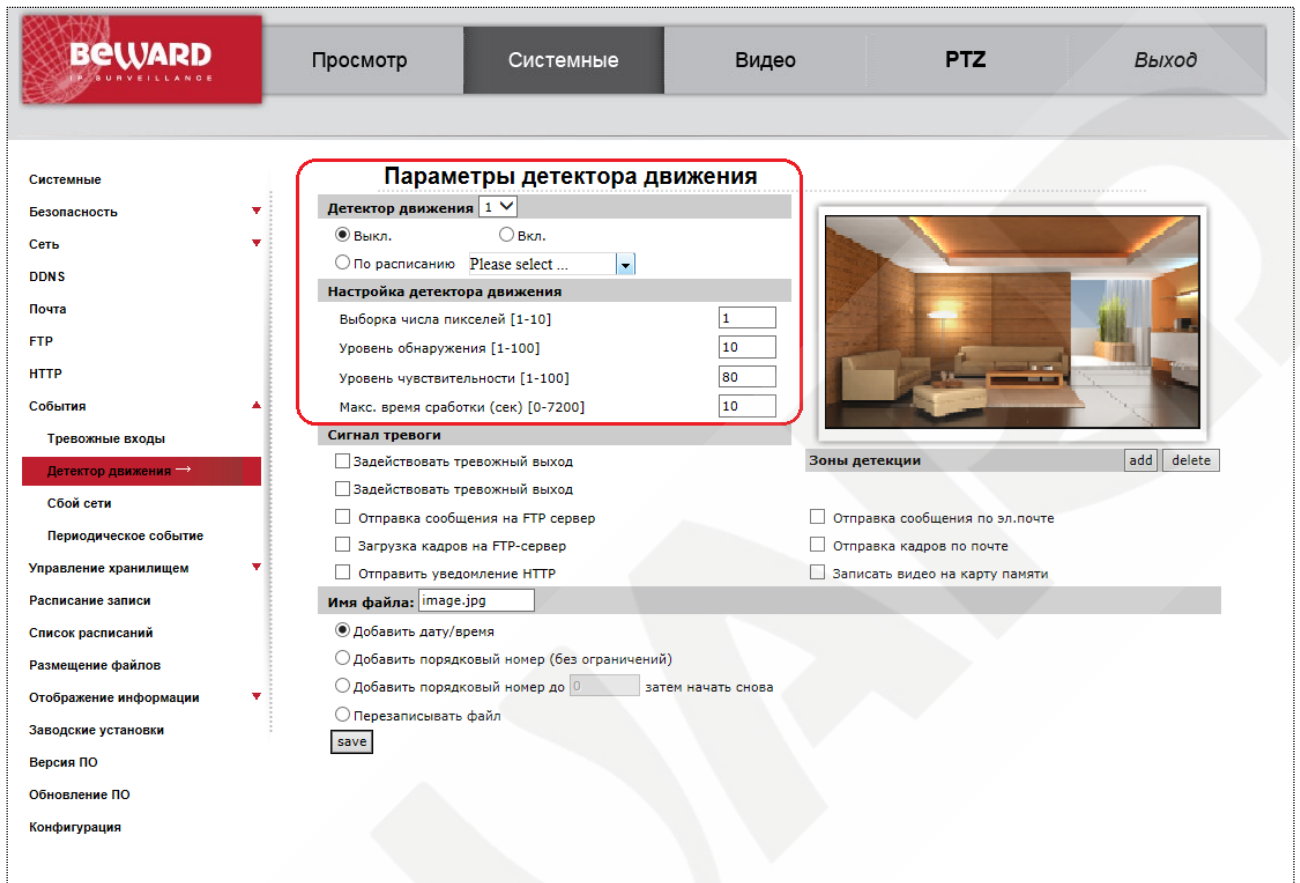 BEWARD
IP SURVEILLANCE
Просмотр
Системные
Видео
PTZ
Выход
Системные
Безопасность
Сеть
DDNS
Почта
FTP
HTTP
События
Тревожные входы
Детектор движения →
Сбой сети
Периодическое событие
Управление хранилищем
Расписание записи
Список расписаний
Размещение файлов
Отображение информации
Заводские установки
Версия ПО
Обновление ПО
Конфигурация
Параметры детектора движения
Детектор движения 1
Выкл. Вкл.
По расписанию Please select ...
Настройка детектора движения
Выборка числа пикселей [1-10] 1
Уровень обнаружения [1-100] 10
Уровень чувствительности [1-100] 80
Макс. время сработки (сек) [0-7200] 10
Сигнал тревоги
Задействовать тревожный выход
Зоны детекции add delete
Задействовать тревожный выход
Отправка сообщения на FTP сервер
Отправка сообщения по эл.почте
Загрузка кадров на FTP-сервер
Отправка кадров по почте
Отправить уведомление HTTP
Записать видео на карту памяти
Имя файла: image.jpg
Добавить дату/время
Добавить порядковый номер (без ограничений)
Добавить порядковый номер до 0 затем начать снова
Перезаписывать файл
save